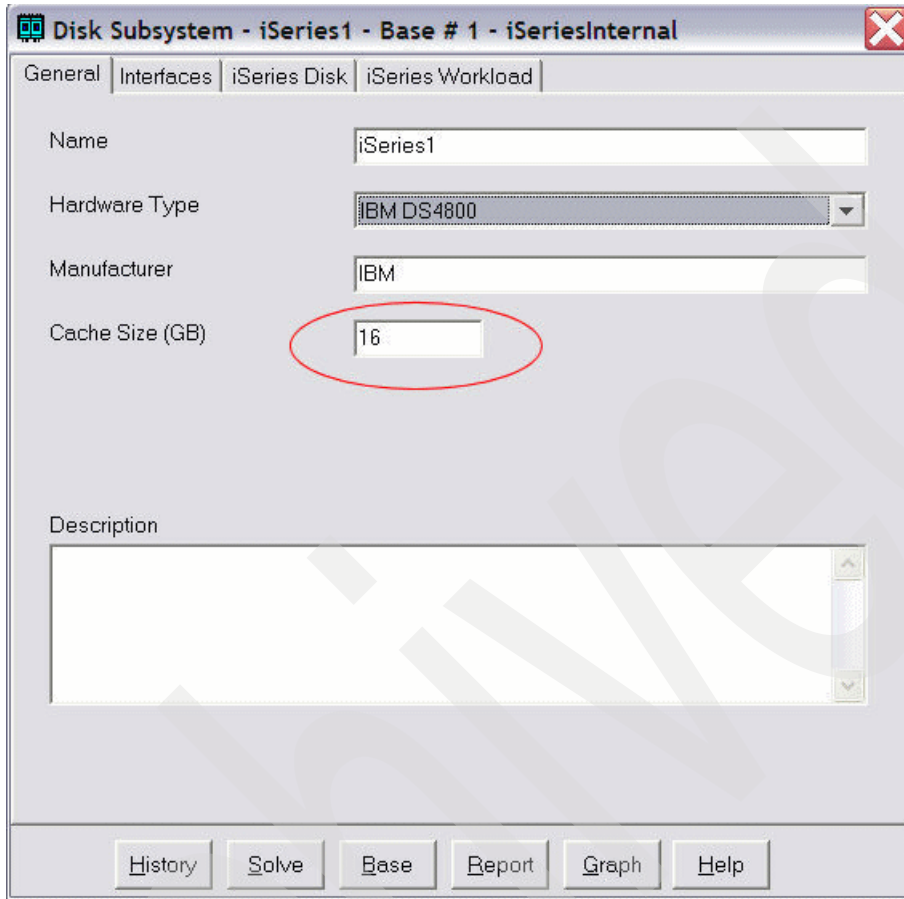 Disk Subsystem - iSeries1 - Base # 1 - iSeriesInternal
General Interfaces iSeries Disk iSeries Workload
Name iSeries1
Hardware Type IBM DS4800
Manufacturer IBM
Cache Size (GB) 16
Description
History Solve Base Report Graph Help